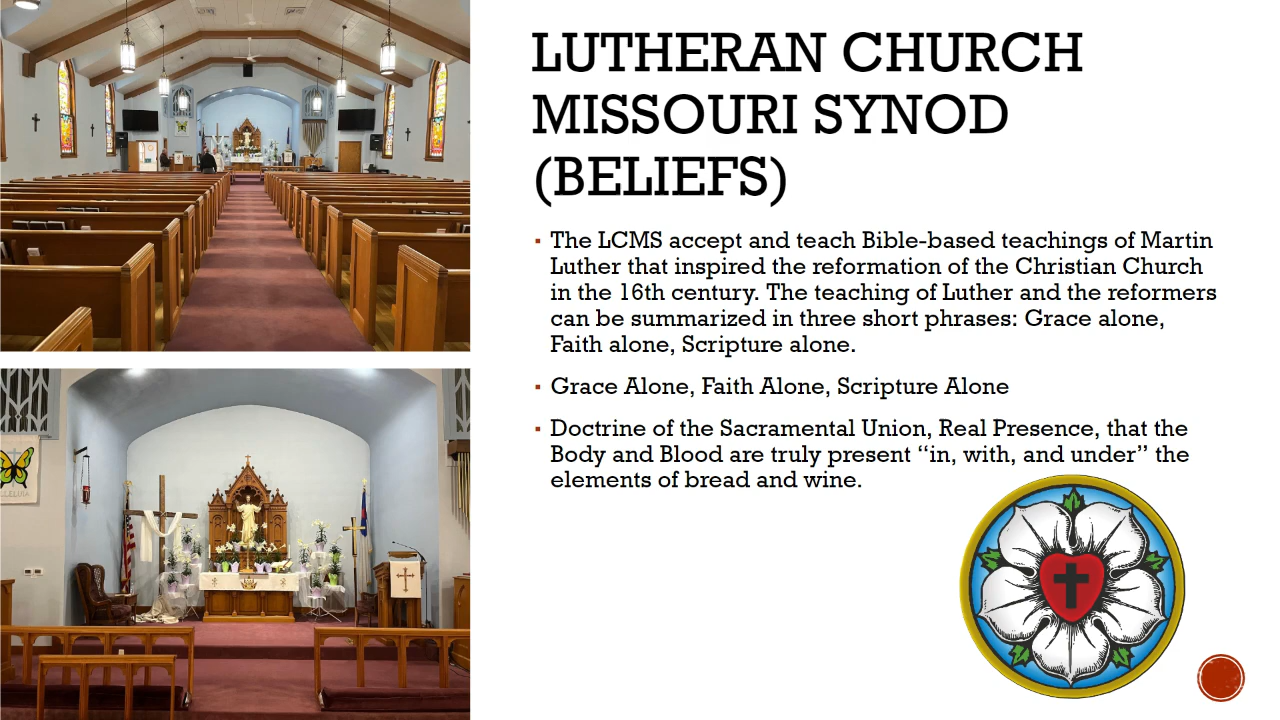 LUTHERAN CHURCH
MISSOURI SYNOD
(BELIEFS)
▪ The LCMS accept and teach Bible-based teachings of Martin
Luther that inspired the reformation of the Christian Church
in the 16th century. The teaching of Luther and the reformers
can be summarized in three short phrases: Grace alone,
Faith alone, Scripture alone.
▪ Grace Alone, Faith Alone, Scripture Alone
▪ Doctrine of the Sacramental Union, Real Presence, that the
Body and Blood are truly present “in, with, and under” the
elements of bread and wine.